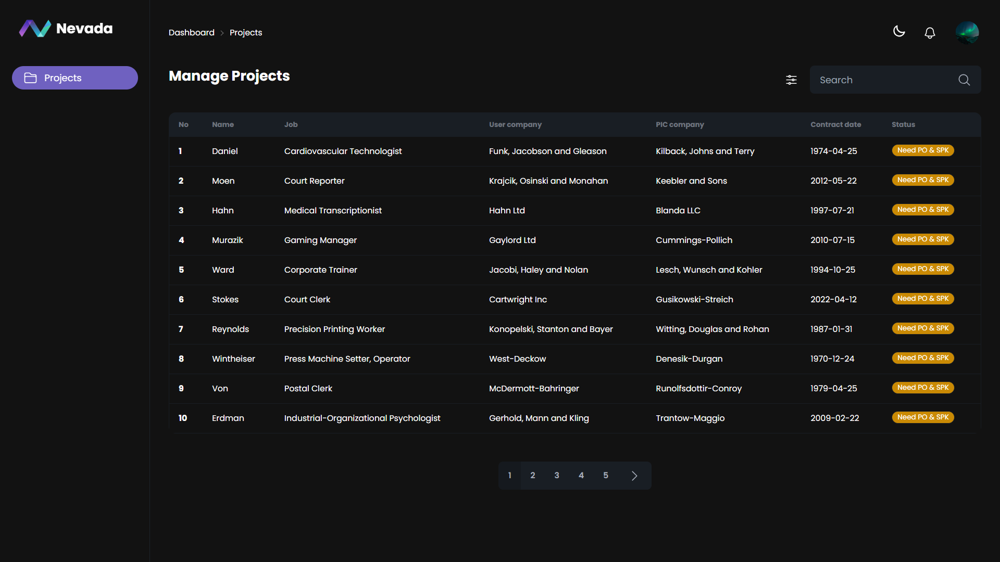 Nevada
Projects
Dashboard Projects
Manage Projects
Search
No Name Job User company PIC company Contract date Status
1 Daniel Cardiovascular Technologist Funk, Jacobson and Gleason Kilback, Johns and Terry 1974-04-25 Need PO & SPK
2 Moen Court Reporter Krajcik, Osinski and Monahan Keebler and Sons 2012-05-22 Need PO & SPK
3 Hahn Medical Transcriptionist Hahn Ltd Blanda LLC 1997-07-21 Need PO & SPK
4 Murazik Gaming Manager Gaylord Ltd Cummings-Pollich 2010-07-15 Need PO & SPK
5 Ward Corporate Trainer Jacobi, Haley and Nolan Lesch, Wunsch and Kohler 1994-10-25 Need PO & SPK
6 Stokes Court Clerk Cartwright Inc Gusikowski-Streich 2022-04-12 Need PO & SPK
7 Reynolds Precision Printing Worker Konopelski, Stanton and Bayer Witting, Douglas and Rohan 1987-01-31 Need PO & SPK
8 Wintheiser Press Machine Setter, Operator West-Deckow Denesik-Durgan 1970-12-24 Need PO & SPK
9 Von Postal Clerk McDermott-Bahringer Runolfsdottir-Conroy 1979-04-25 Need PO & SPK
10 Erdman Industrial-Organizational Psychologist Gerhold, Mann and Kling Trantow-Maggio 2009-02-22 Need PO & SPK
1 2 3 4 5